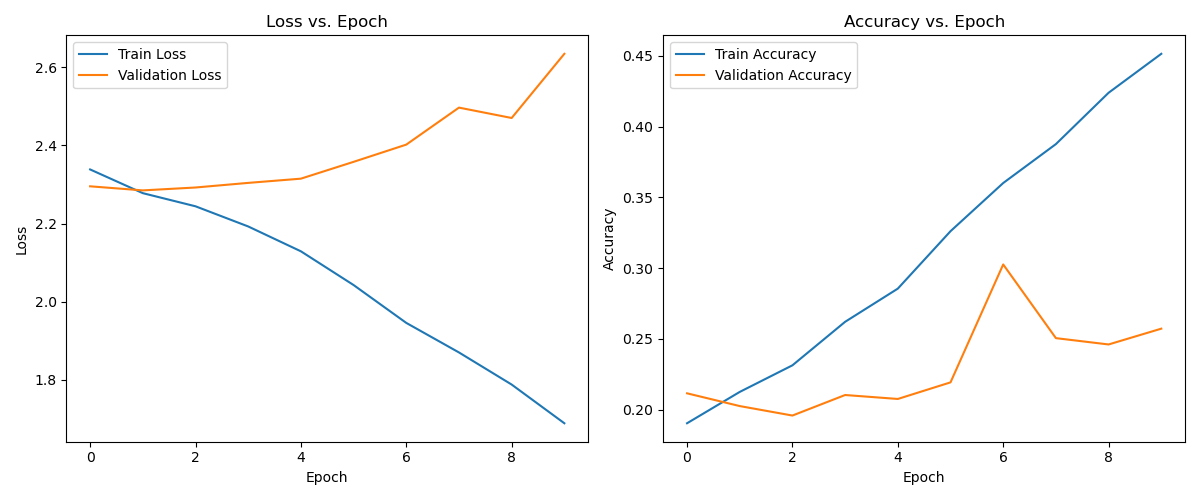 Loss vs. Epoch
Train Loss
Validation Loss
2.6
2.4
2.2
2.0
1.8
Loss
0 2 4 6 8
Epoch
Accuracy vs. Epoch
Train Accuracy
Validation Accuracy
0.45
0.40
0.35
0.30
0.25
0.20
Accuracy
0 2 4 6 8
Epoch